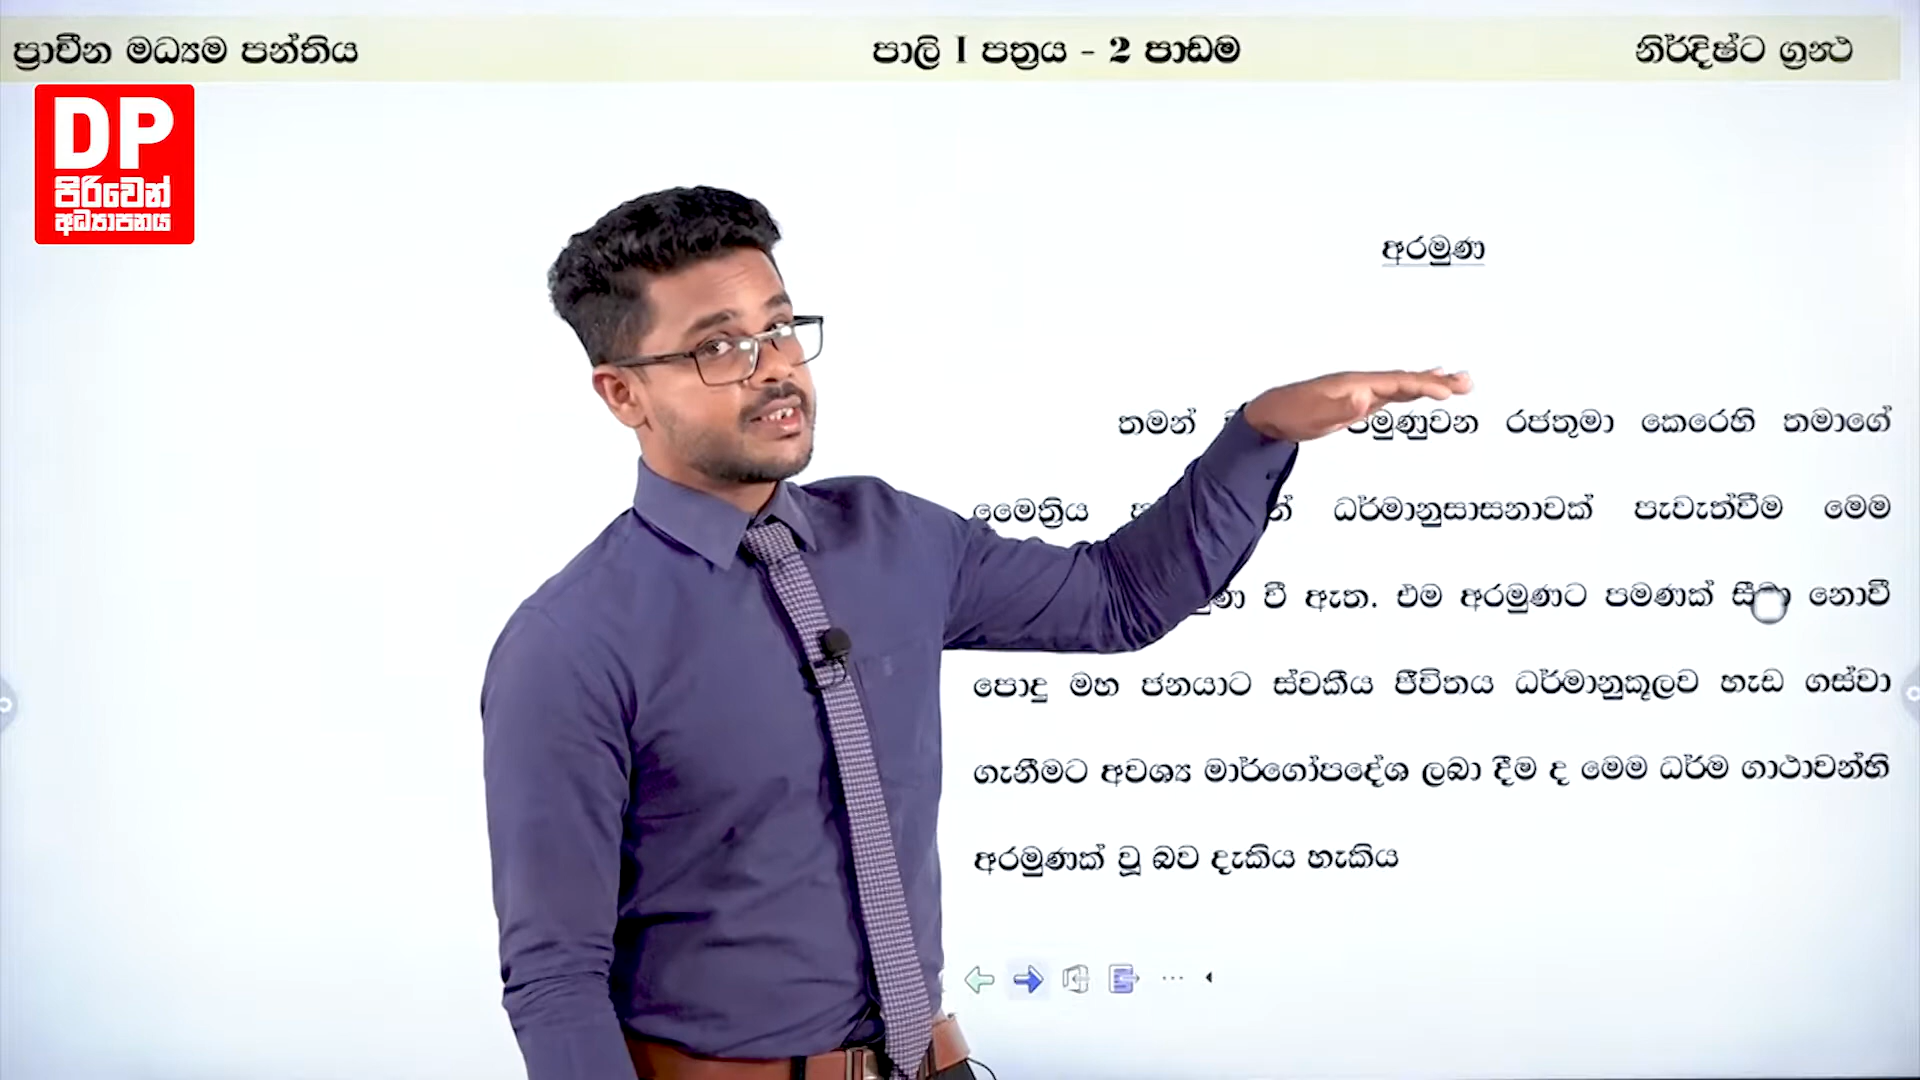 ප්‍රාචීන මධ්‍යම පන්තිය
පාලි I පත්‍රය - 2 පාඩම
නිර්දිෂ්ට ග්‍රන්ථ
DP
පිරිවෙන්
අධ්‍යාපනය
අරමුණ
තමන් පමුණුවන රජතුමා කෙරෙහි තමාගේ
මෛත්‍රිය ධර්මානුසාසනාවක් පැවැත්වීම මෙම
වී ඇත. එම අරමුණට පමණක් සීමා නොවී
පොදු මහ ජනයාට ස්වකීය ජීවිතය ධර්මානුකූලව හැඩ ගස්වා
ගැනීමට අවශ්‍ය මාර්ගෝපදේශ ලබා දීම ද මෙම ධර්ම ගාථාවන්හි
අරමුණක් වූ බව දැකිය හැකිය